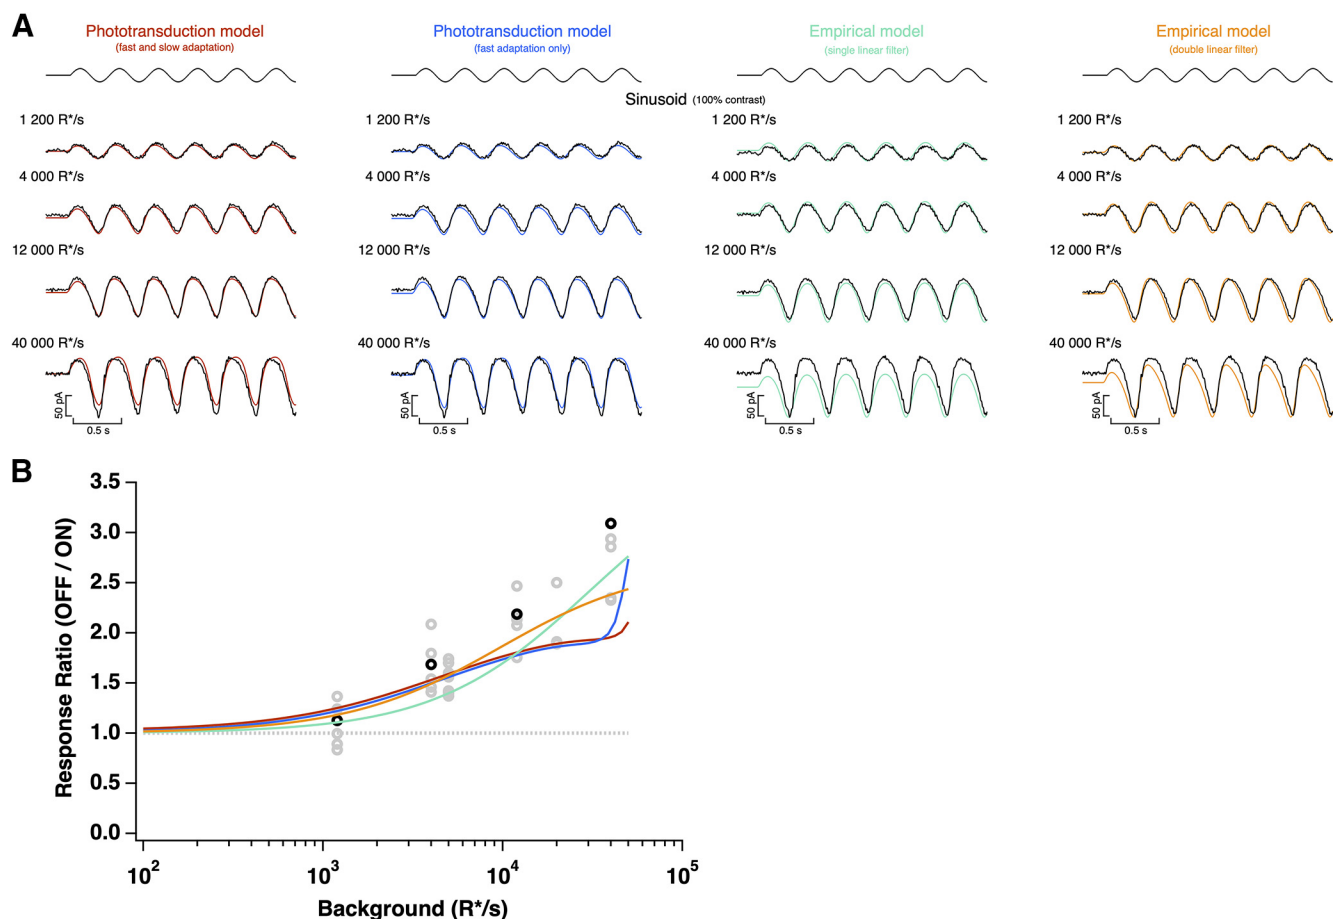 A
Phototransduction model
(fast and slow adaptation)
Phototransduction model
(fast adaptation only)
Empirical model
(single linear filter)
Empirical model
(double linear filter)
Sinusoid (100% contrast)
1 200 R*/s
1 200 R*/s
1 200 R*/s
1 200 R*/s
4 000 R*/s
4 000 R*/s
4 000 R*/s
4 000 R*/s
12 000 R*/s
12 000 R*/s
12 000 R*/s
12 000 R*/s
40 000 R*/s
40 000 R*/s
40 000 R*/s
40 000 R*/s
50 pA
0.5 s
50 pA
0.5 s
50 pA
0.5 s
50 pA
0.5 s
B
Response Ratio (OFF / ON)
3.5
3.0
2.5
2.0
1.5
1.0
0.5
0.0
10²
10³
10⁴
10⁵
Background (R*/s)